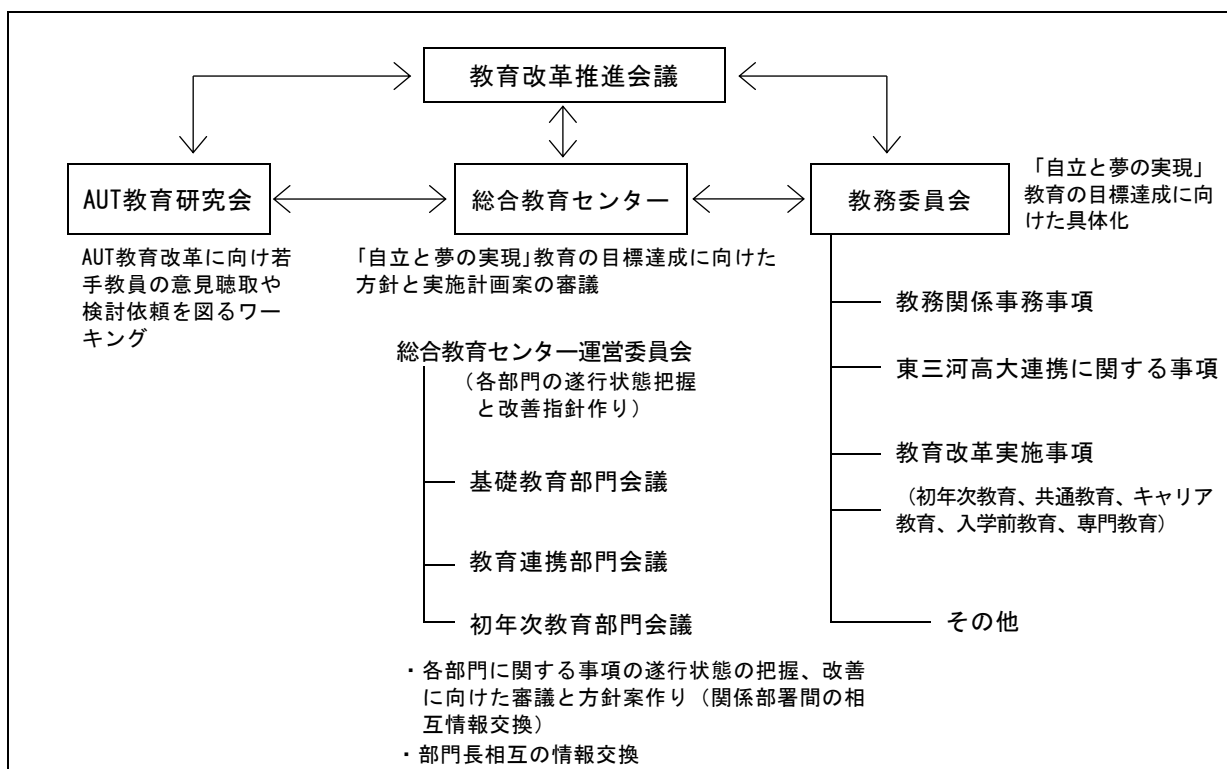 教育改革推進会議
AUT教育研究会
総合教育センター
教務委員会
「自立と夢の実現」
教育の目標達成に向
けた具体化
AUT教育改革に向け若
手教員の意見聴取や
検討依頼を図るワー
キング
「自立と夢の実現」教育の目標達成に向けた
方針と実施計画案の審議
総合教育センター運営委員会
（各部門の遂行状態把握
と改善指針作り）
基礎教育部門会議
教育連携部門会議
初年次教育部門会議
・各部門に関する事項の遂行状態の把握、改善
に向けた審議と方針案作り（関係部署間の相
互情報交換）
・部門長相互の情報交換
教務関係事務事項
東三河高大連携に関する事項
教育改革実施事項
（初年次教育、共通教育、キャリア
教育、入学前教育、専門教育）
その他